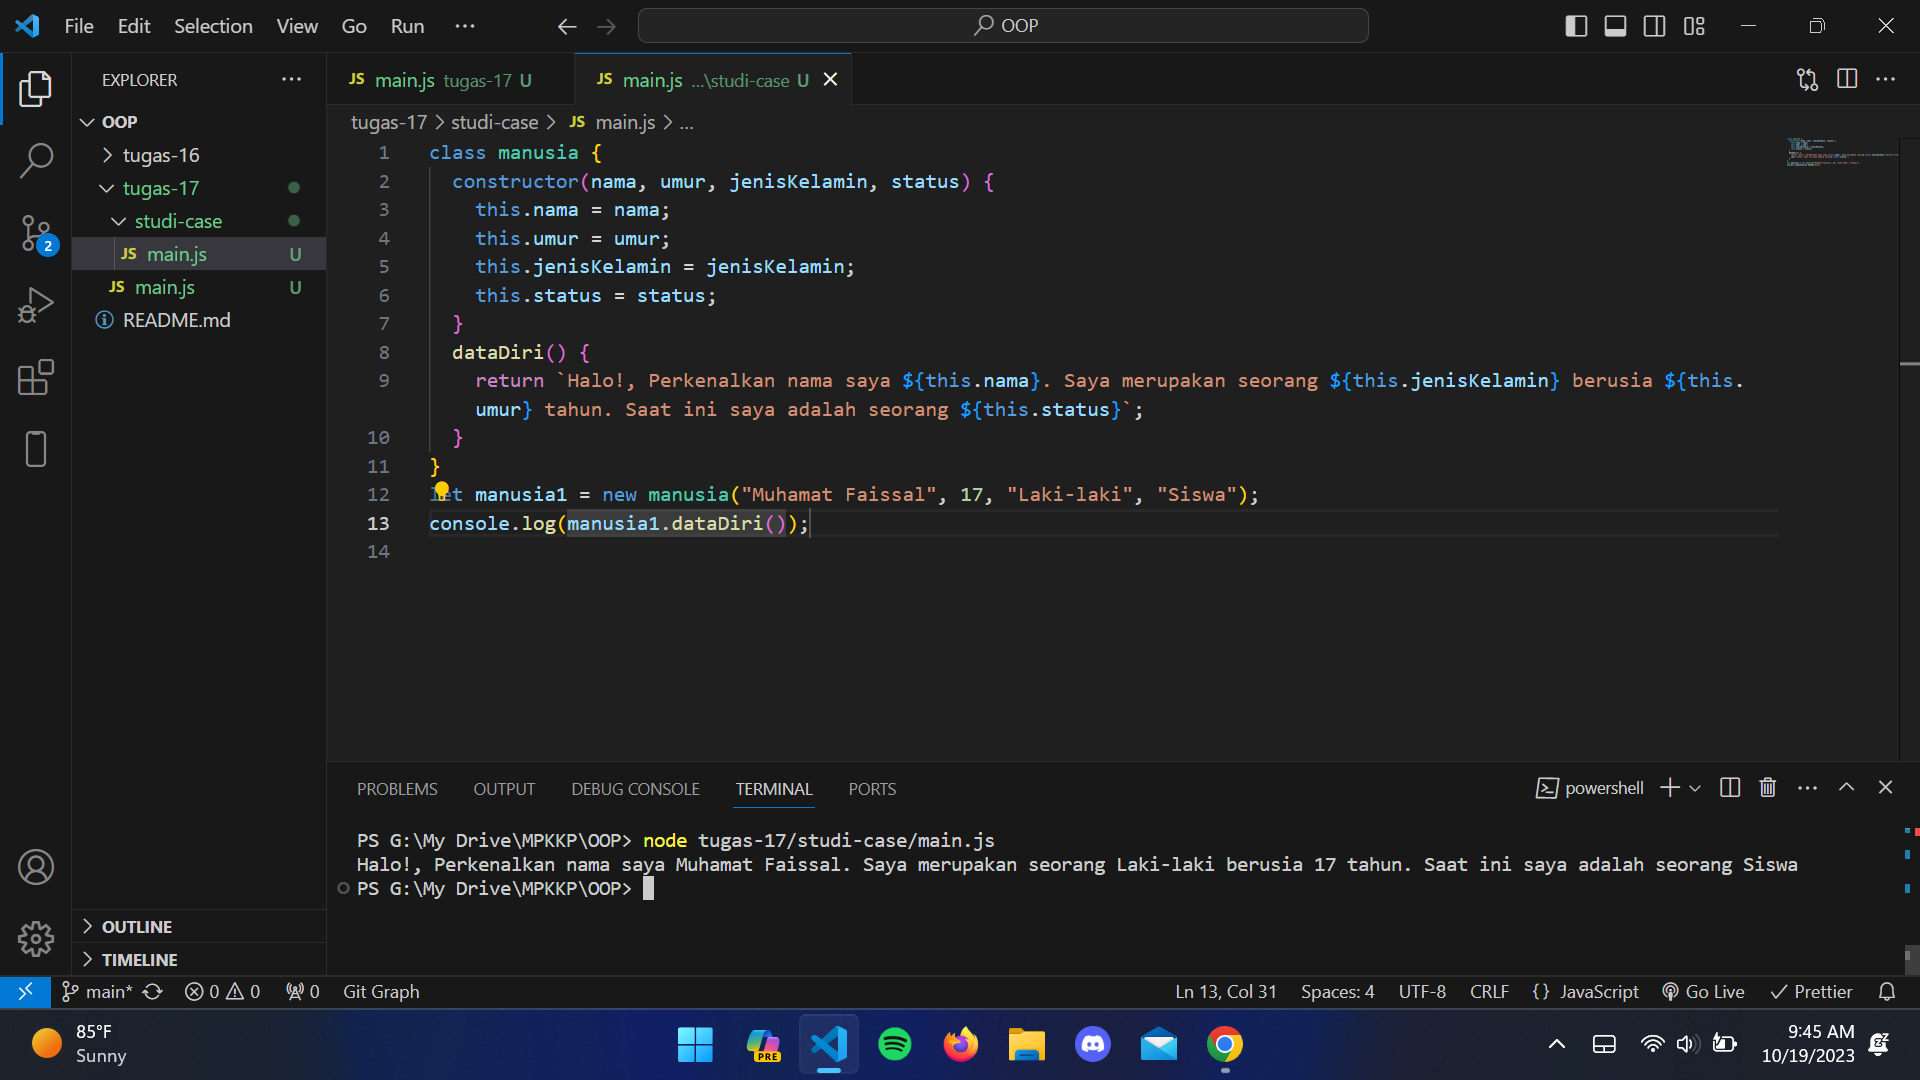 File Edit Selection View Go Run ···
OOP
EXPLORER ···
OOP
tugas-16
tugas-17
studi-case
JS main.js U
JS main.js U
README.md
OUTLINE
TIMELINE
2
JS main.js tugas-17 U
JS main.js ...\studi-case U
tugas-17 > studi-case > JS main.js > ...
1 class manusia {
2 constructor(nama, umur, jenisKelamin, status) {
3 this.nama = nama;
4 this.umur = umur;
5 this.jenisKelamin = jenisKelamin;
6 this.status = status;
7 }
8 dataDiri() {
9 return `Halo!, Perkenalkan nama saya ${this.nama}. Saya merupakan seorang ${this.jenisKelamin} berusia ${this.
umur} tahun. Saat ini saya adalah seorang ${this.status}`;
10 }
11 }
12 let manusia1 = new manusia("Muhamat Faissal", 17, "Laki-laki", "Siswa");
13 console.log(manusia1.dataDiri());
14
PROBLEMS OUTPUT DEBUG CONSOLE TERMINAL PORTS
powershell
PS G:\My Drive\MPKKP\OOP> node tugas-17/studi-case/main.js
Halo!, Perkenalkan nama saya Muhamat Faissal. Saya merupakan seorang Laki-laki berusia 17 tahun. Saat ini saya adalah seorang Siswa
PS G:\My Drive\MPKKP\OOP>
main* 0 0 0 Git Graph
Ln 13, Col 31 Spaces: 4 UTF-8 CRLF {} JavaScript Go Live Prettier
85°F
Sunny
PRE
9:45 AM
10/19/2023